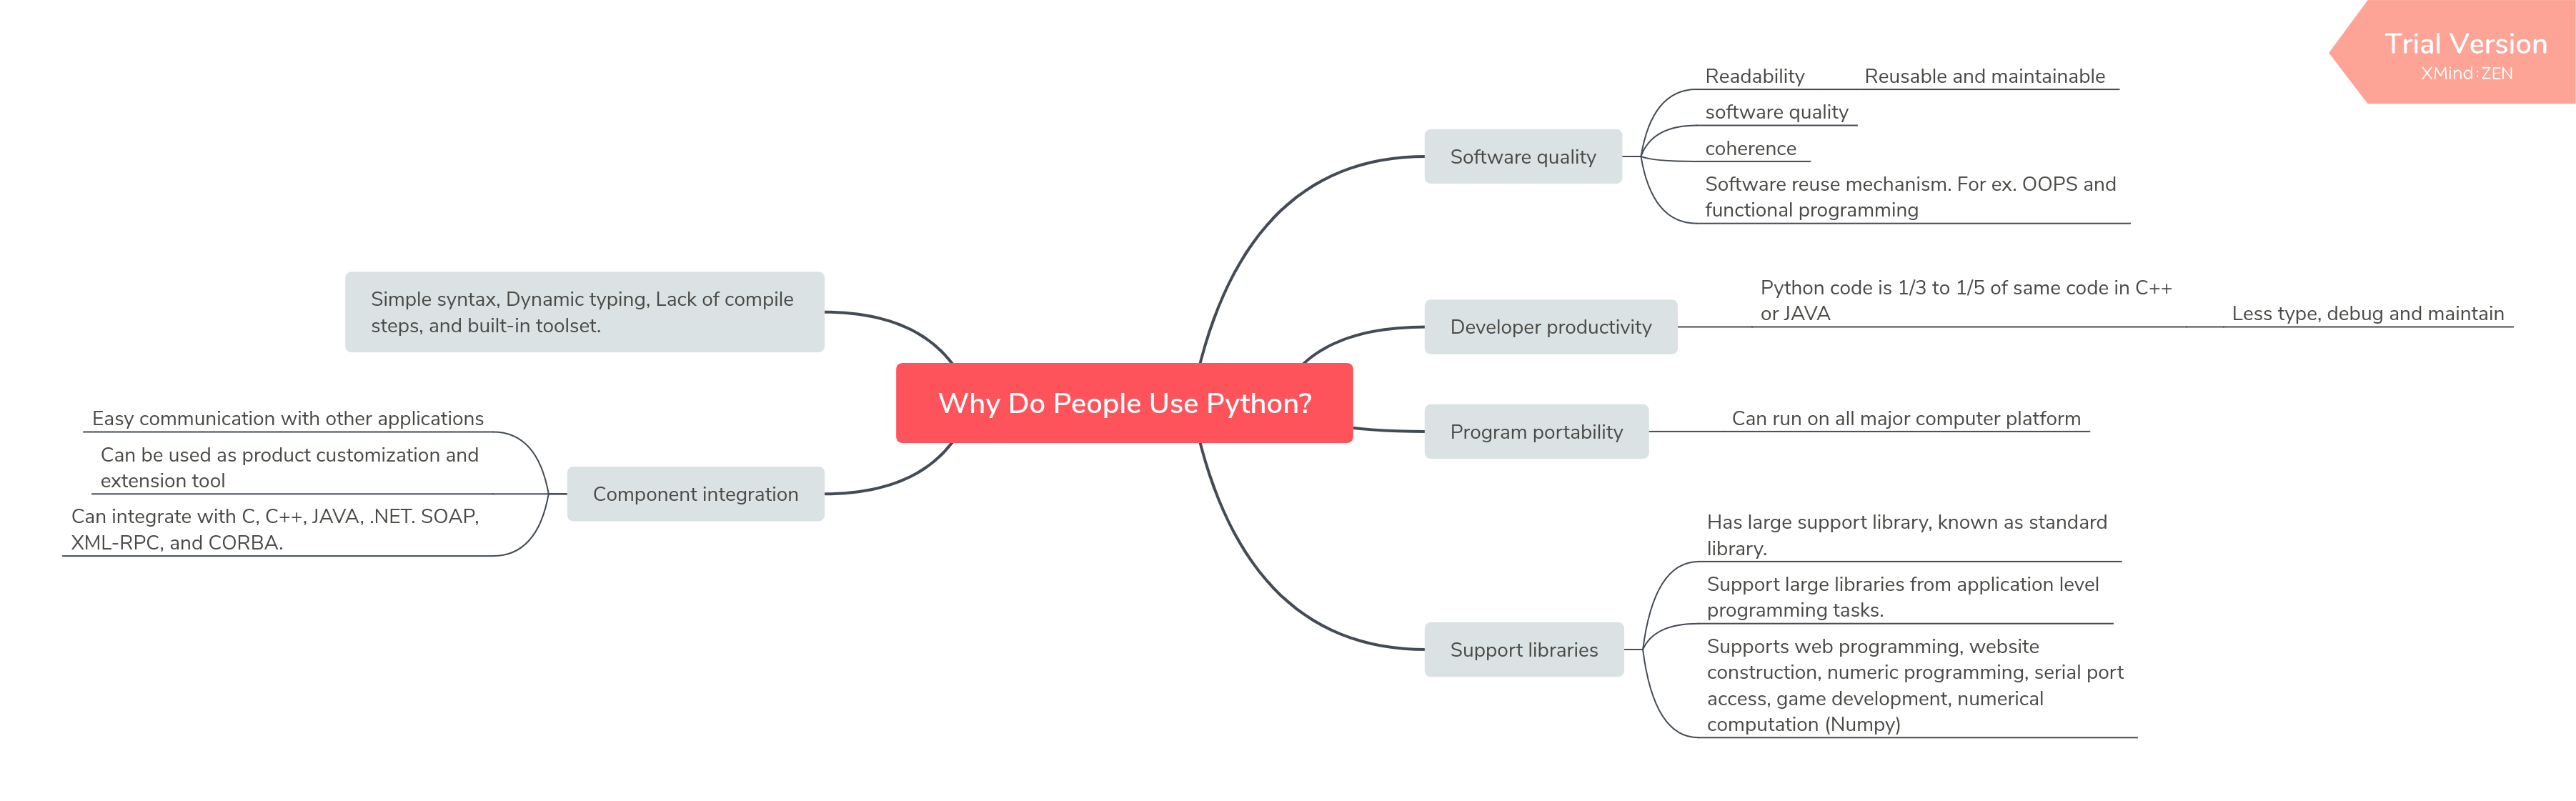 Trial Version
XMind:ZEN
Why Do People Use Python?
Software quality
Readability
Reusable and maintainable
software quality
coherence
Software reuse mechanism. For ex. OOPS and
functional programming
Developer productivity
Python code is 1/3 to 1/5 of same code in C++
or JAVA
Less type, debug and maintain
Program portability
Can run on all major computer platform
Support libraries
Has large support library, known as standard
library.
Support large libraries from application level
programming tasks.
Supports web programming, website
construction, numeric programming, serial port
access, game development, numerical
computation (Numpy)
Simple syntax, Dynamic typing, Lack of compile
steps, and built-in toolset.
Component integration
Easy communication with other applications
Can be used as product customization and
extension tool
Can integrate with C, C++, JAVA, .NET. SOAP,
XML-RPC, and CORBA.